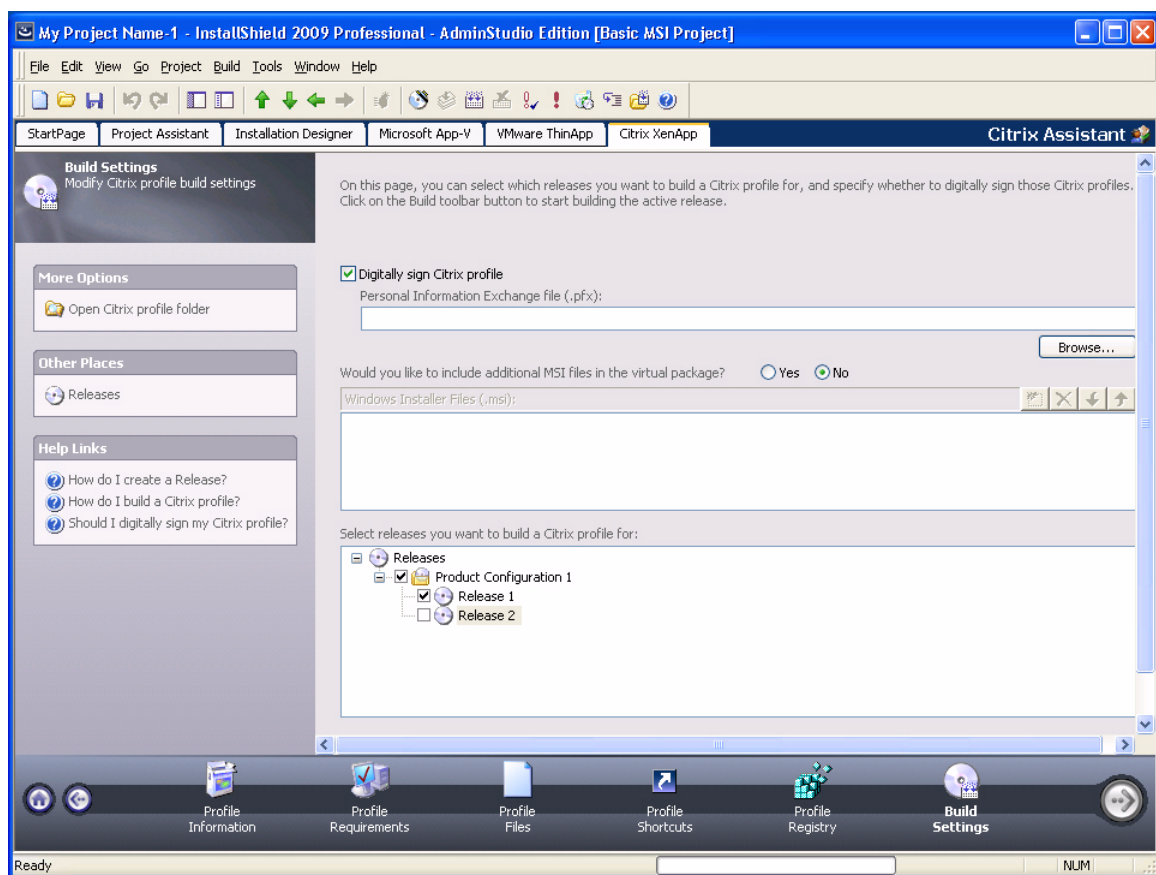 My Project Name-1 - InstallShield 2009 Professional - AdminStudio Edition [Basic MSI Project]
File Edit View Go Project Build Tools Window Help
StartPage Project Assistant Installation Designer Microsoft App-V VMware ThinApp Citrix XenApp Citrix Assistant
Build Settings
Modify Citrix profile build settings
More Options
Open Citrix profile folder
Other Places
Releases
Help Links
How do I create a Release?
How do I build a Citrix profile?
Should I digitally sign my Citrix profile?
On this page, you can select which releases you want to build a Citrix profile for, and specify whether to digitally sign those Citrix profiles.
Click on the Build toolbar button to start building the active release.
Digitally sign Citrix profile
Personal Information Exchange file (.pfx):
Browse...
Would you like to include additional MSI files in the virtual package? Yes No
Windows Installer Files (.msi):
Select releases you want to build a Citrix profile for:
Releases
Product Configuration 1
Release 1
Release 2
Profile Information
Profile Requirements
Profile Files
Profile Shortcuts
Profile Registry
Build Settings
Ready NUM